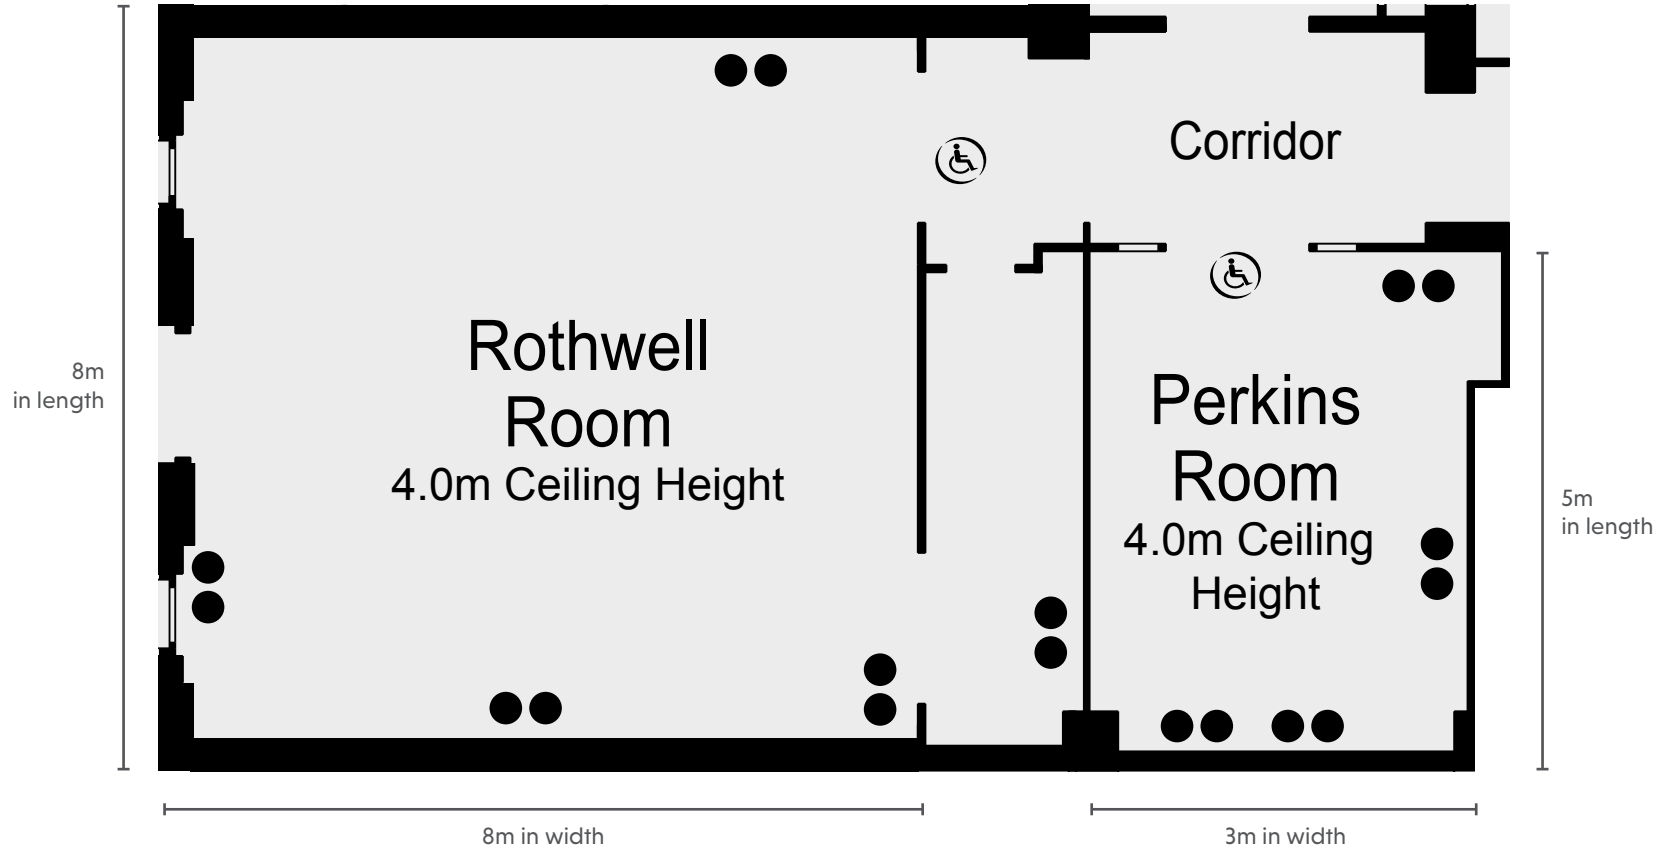 Corridor
8m
in length
Rothwell
Room
4.0m Ceiling Height
Perkins
Room
4.0m Ceiling
Height
5m
in length
8m in width
3m in width